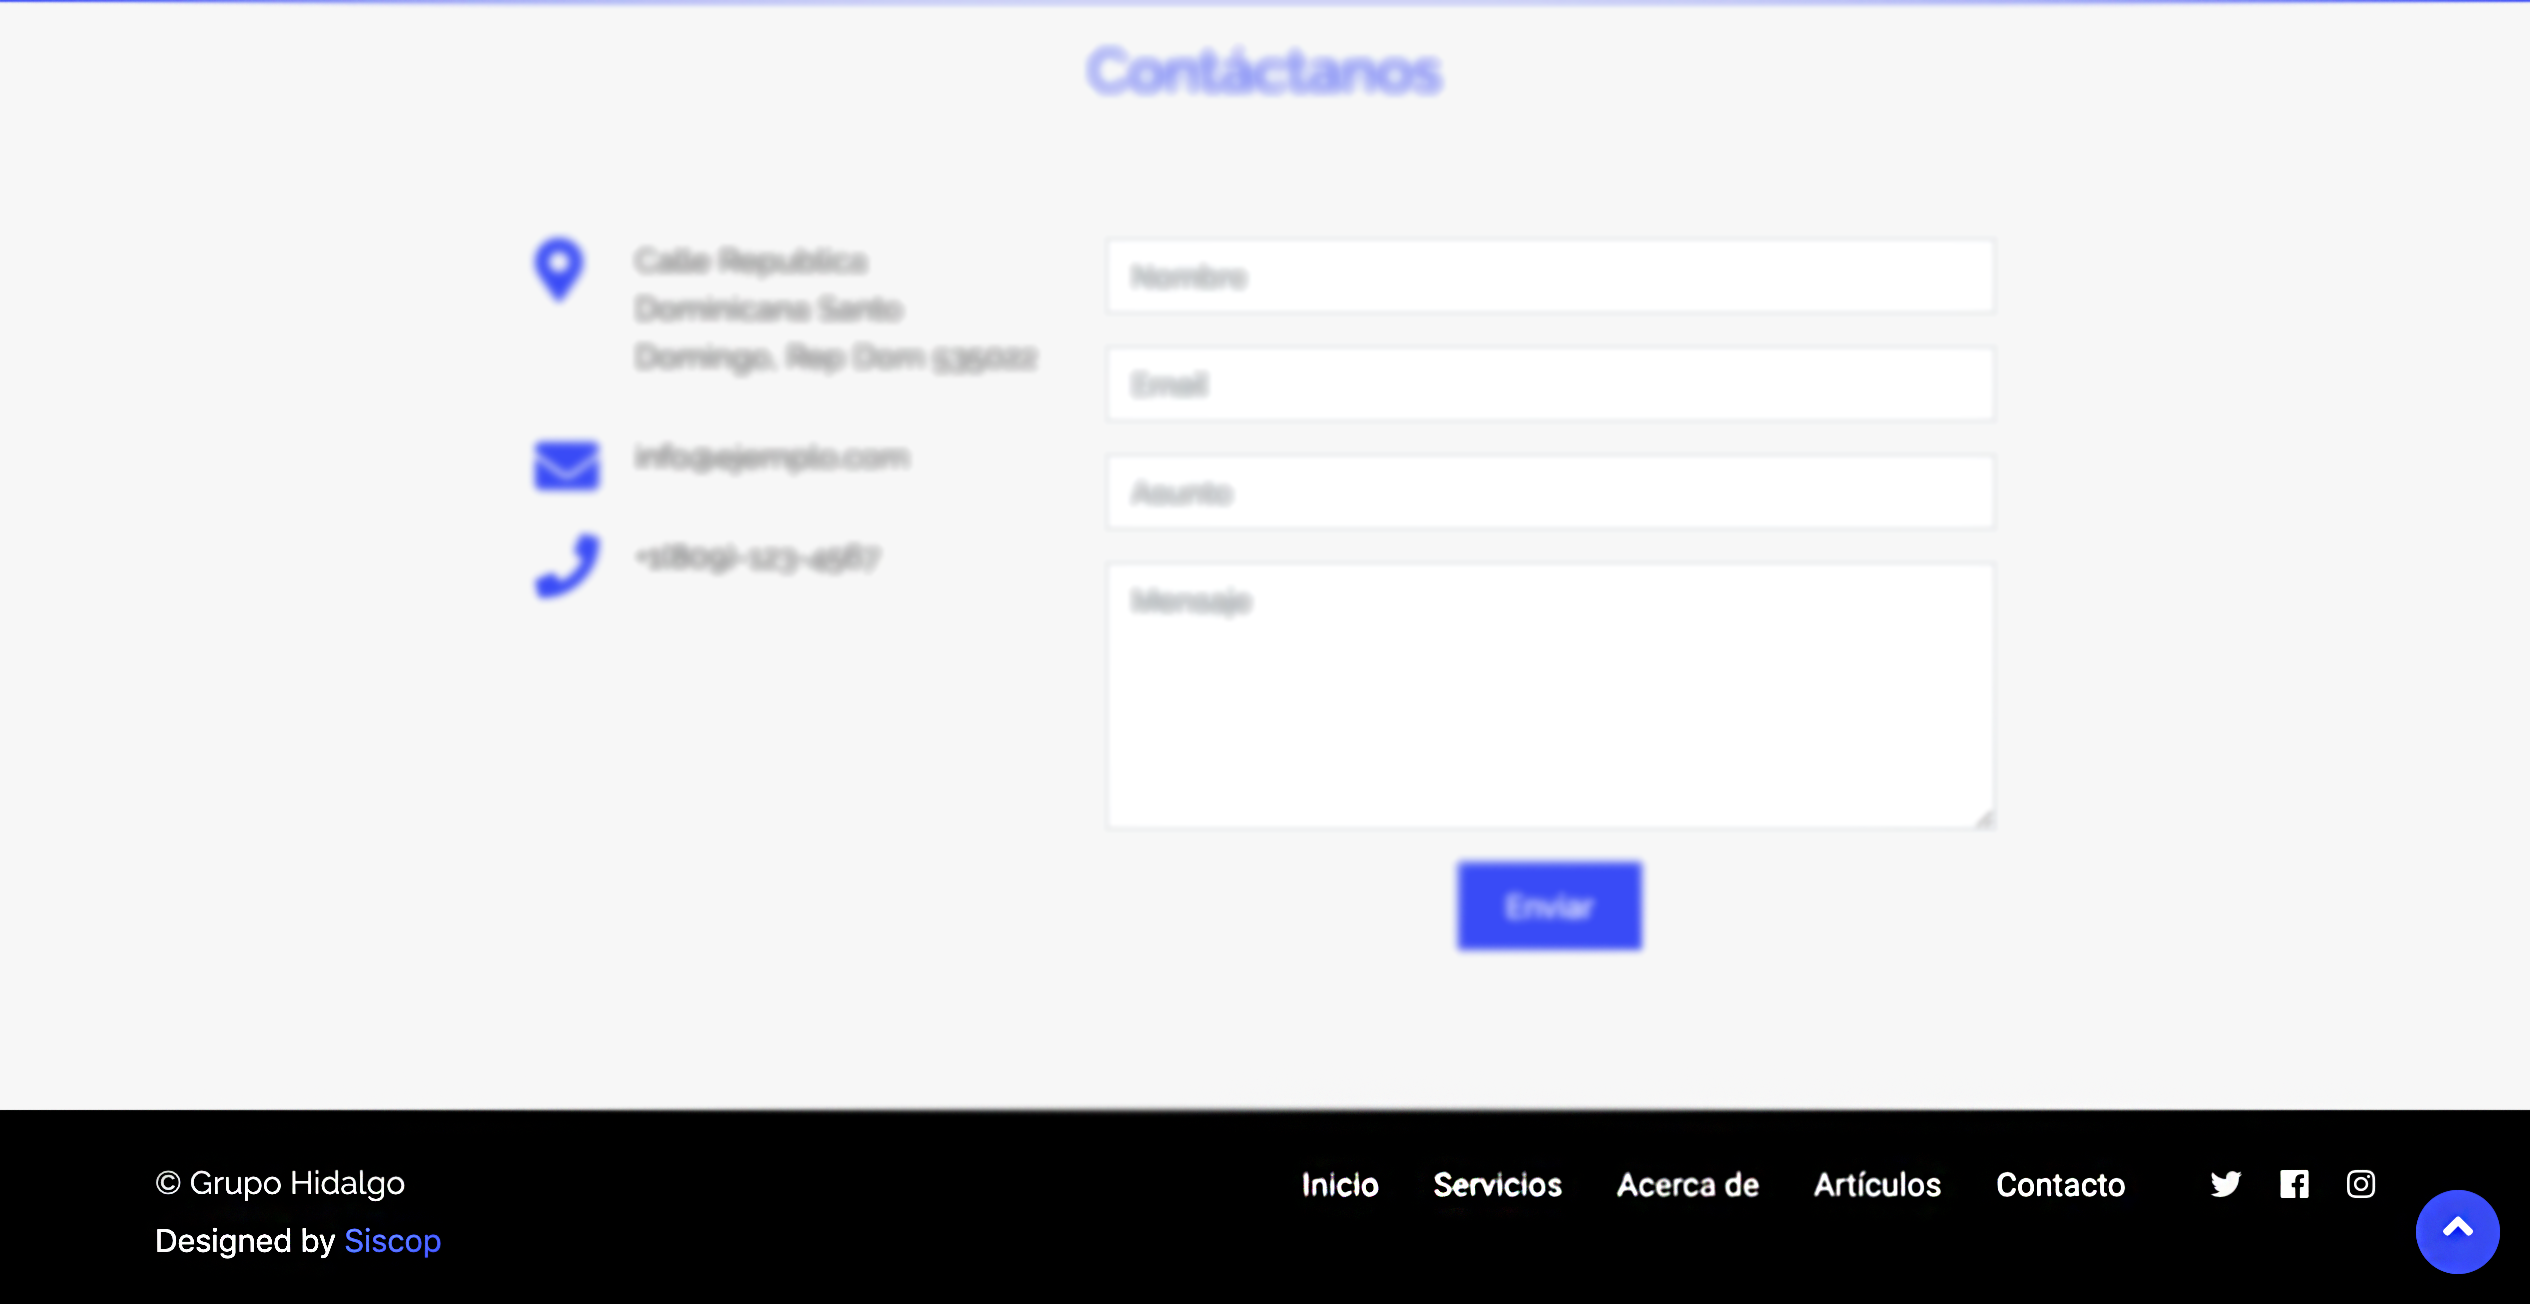 Contáctanos
Calle Republica
Dominicana Santo
Domingo, Rep Dom 535022
info@ejemplo.com
+1(809)-123-4567
Nombre
Email
Asunto
Mensaje
Enviar
© Grupo Hidalgo
Designed by Siscop
Inicio Servicios Acerca de Artículos Contacto